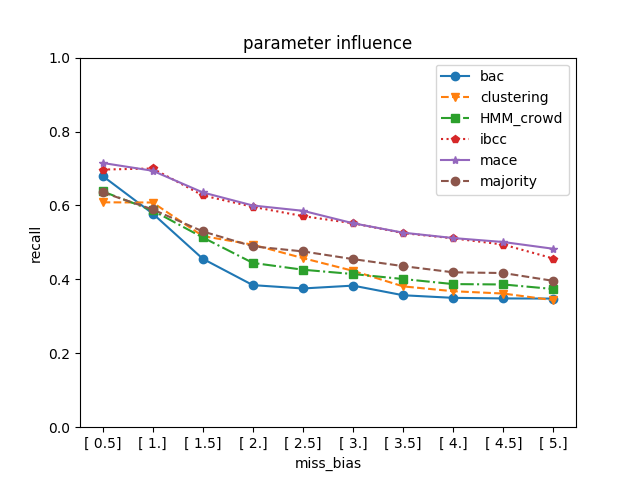 parameter influence
1.0
0.8
0.6
0.4
0.2
0.0
recall
bac
clustering
HMM_crowd
ibcc
mace
majority
[ 0.5] [ 1.] [ 1.5] [ 2.] [ 2.5] [ 3.] [ 3.5] [ 4.] [ 4.5] [ 5.]
miss_bias